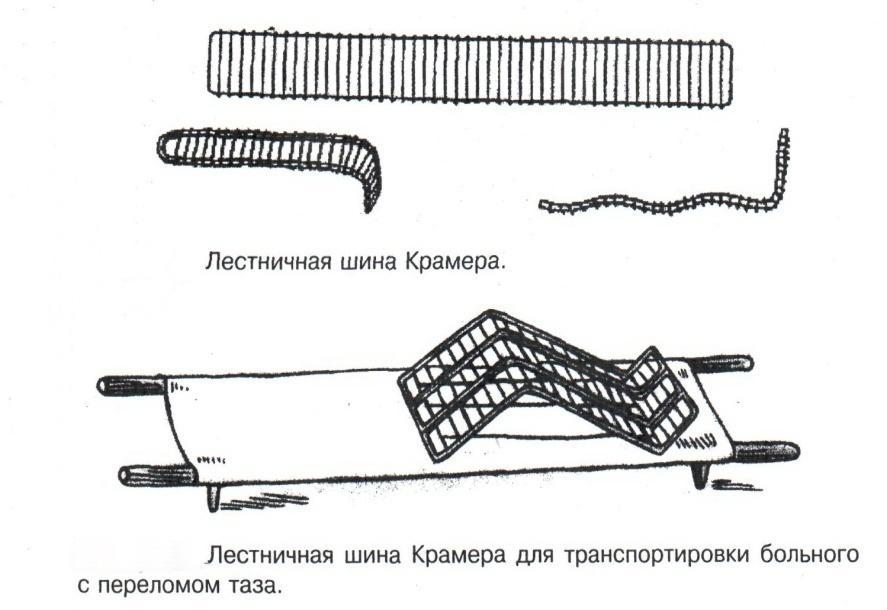 Лестничная шина Крамера.
Лестничная шина Крамера для транспортировки больного
с переломом таза.